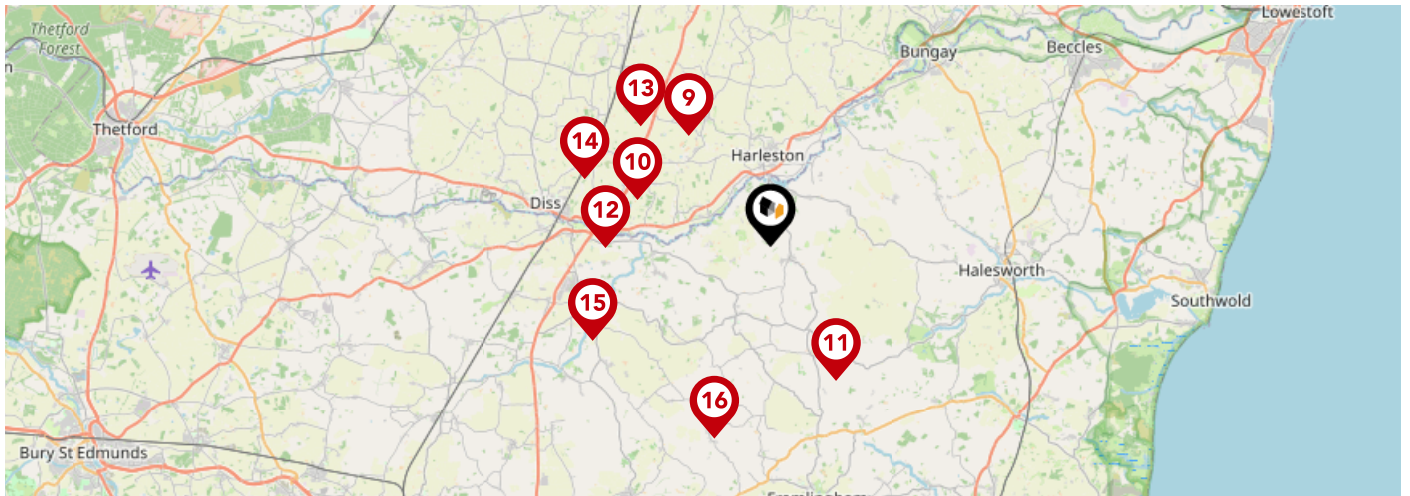 Lowestoft
Thetford
Forest
n
Bungay
Beccles
13
9
Thetford
14
10
Harleston
Diss
12
Halesworth
15
Southwold
11
16
Bury St Edmunds